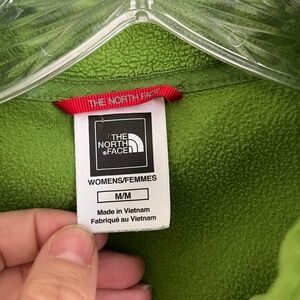 THE NORTH FACE
THE
NORTH
FACE
WOMENS/FEMMES
M/M
Made in Vietnam
Fabriqué au Vietnam